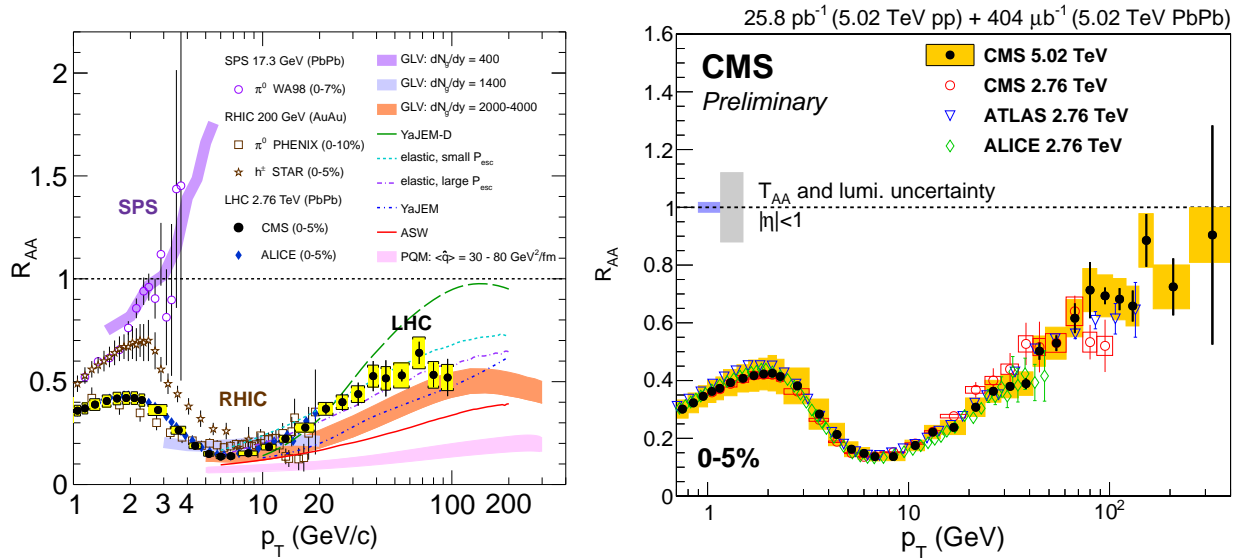 R_AA
2
1.5
1
0.5
0
SPS 17.3 GeV (PbPb)
π⁰ WA98 (0-7%)
RHIC 200 GeV (AuAu)
π⁰ PHENIX (0-10%)
h± STAR (0-5%)
LHC 2.76 TeV (PbPb)
CMS (0-5%)
ALICE (0-5%)
GLV: dN_g/dy = 400
GLV: dN_g/dy = 1400
GLV: dN_g/dy = 2000-4000
YaJEM-D
elastic, small P_esc
elastic, large P_esc
YaJEM
ASW
PQM: <q̂> = 30 - 80 GeV²/fm
SPS
LHC
RHIC
1 2 3 4 10 20 100 200
p_T (GeV/c)
25.8 pb⁻¹ (5.02 TeV pp) + 404 μb⁻¹ (5.02 TeV PbPb)
R_AA
1.6
1.4
1.2
1.0
0.8
0.6
0.4
0.2
0
CMS
Preliminary
CMS 5.02 TeV
CMS 2.76 TeV
ATLAS 2.76 TeV
ALICE 2.76 TeV
T_AA and lumi. uncertainty
|η|<1
0-5%
1 10 10²
p_T (GeV)